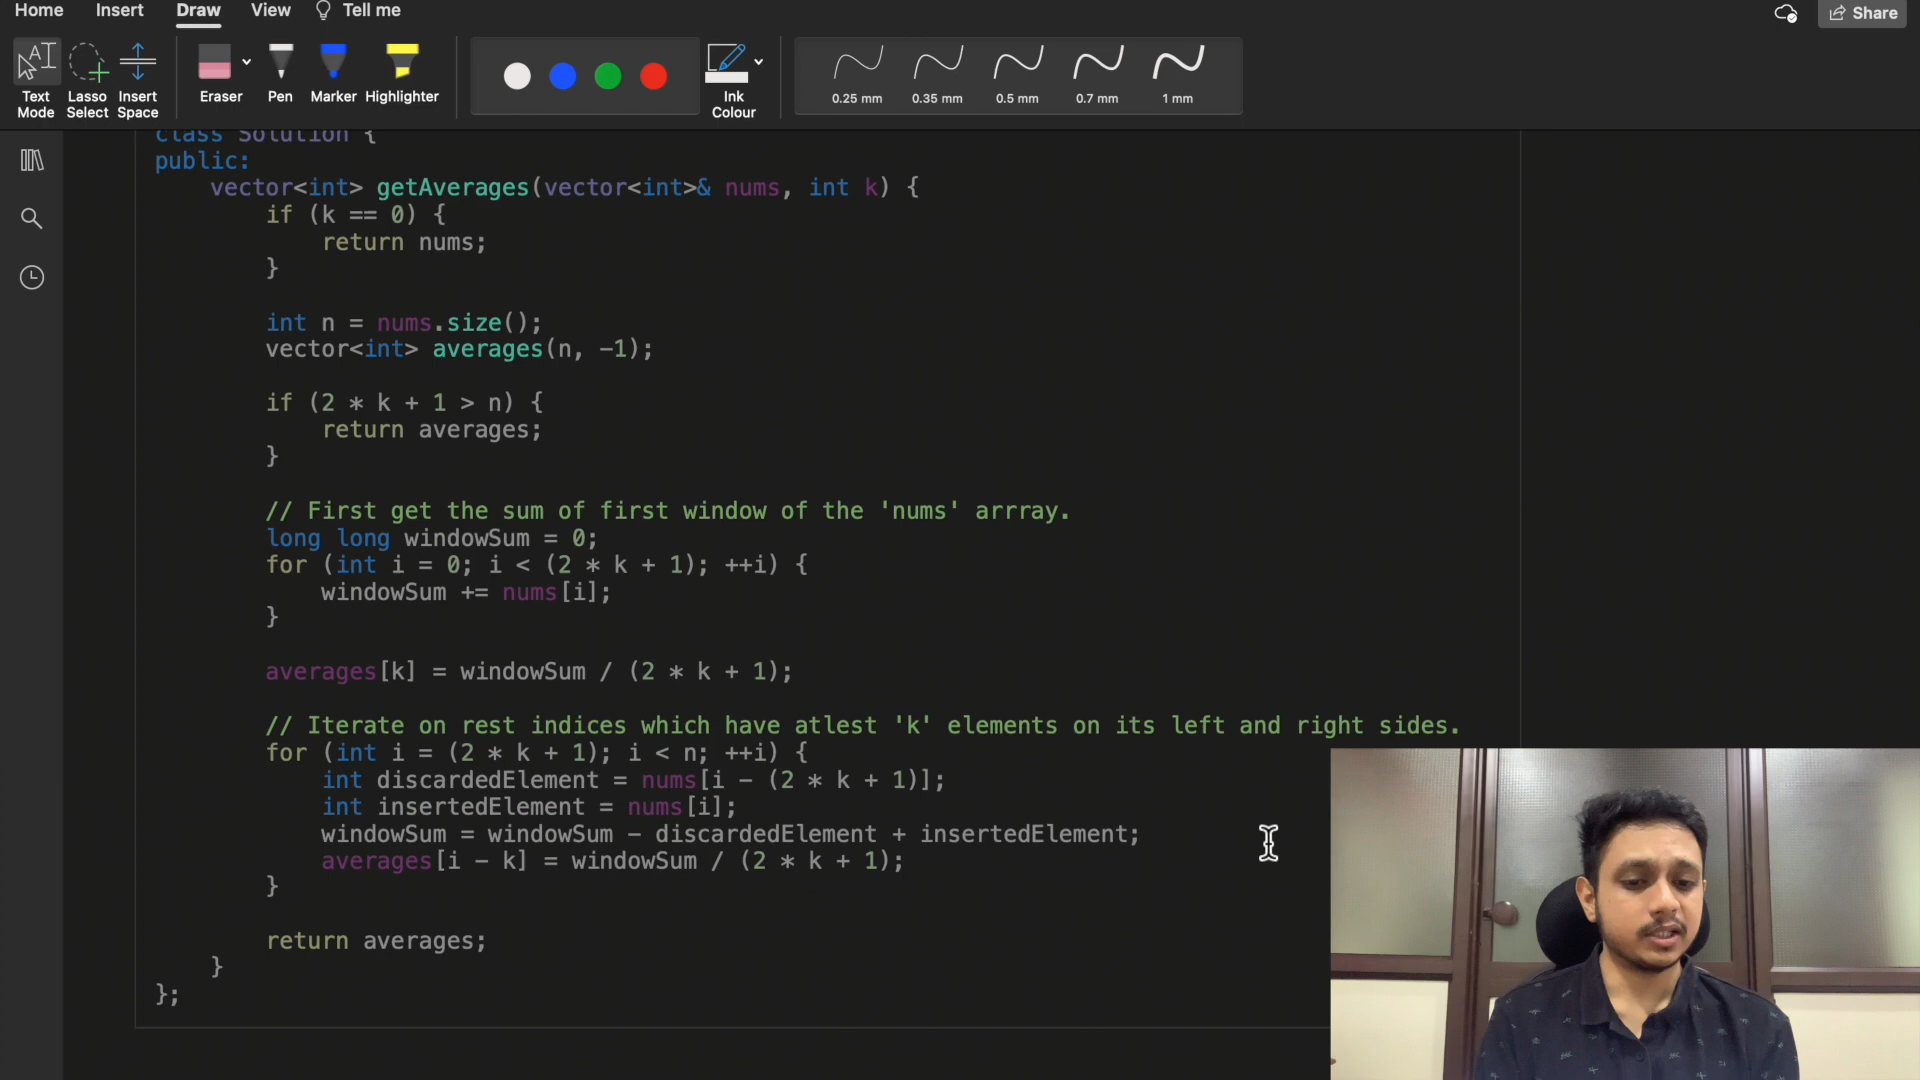 Home Insert Draw View Tell me Share
Text Mode Lasso Select Insert Space Eraser Pen Marker Highlighter Ink Colour 0.25 mm 0.35 mm 0.5 mm 0.7 mm 1 mm
class Solution {
public:
vector<int> getAverages(vector<int>& nums, int k) {
if (k == 0) {
return nums;
}
int n = nums.size();
vector<int> averages(n, -1);
if (2 * k + 1 > n) {
return averages;
}
// First get the sum of first window of the 'nums' arrray.
long long windowSum = 0;
for (int i = 0; i < (2 * k + 1); ++i) {
windowSum += nums[i];
}
averages[k] = windowSum / (2 * k + 1);
// Iterate on rest indices which have atlest 'k' elements on its left and right sides.
for (int i = (2 * k + 1); i < n; ++i) {
int discardedElement = nums[i - (2 * k + 1)];
int insertedElement = nums[i];
windowSum = windowSum - discardedElement + insertedElement;
averages[i - k] = windowSum / (2 * k + 1);
}
return averages;
}
};